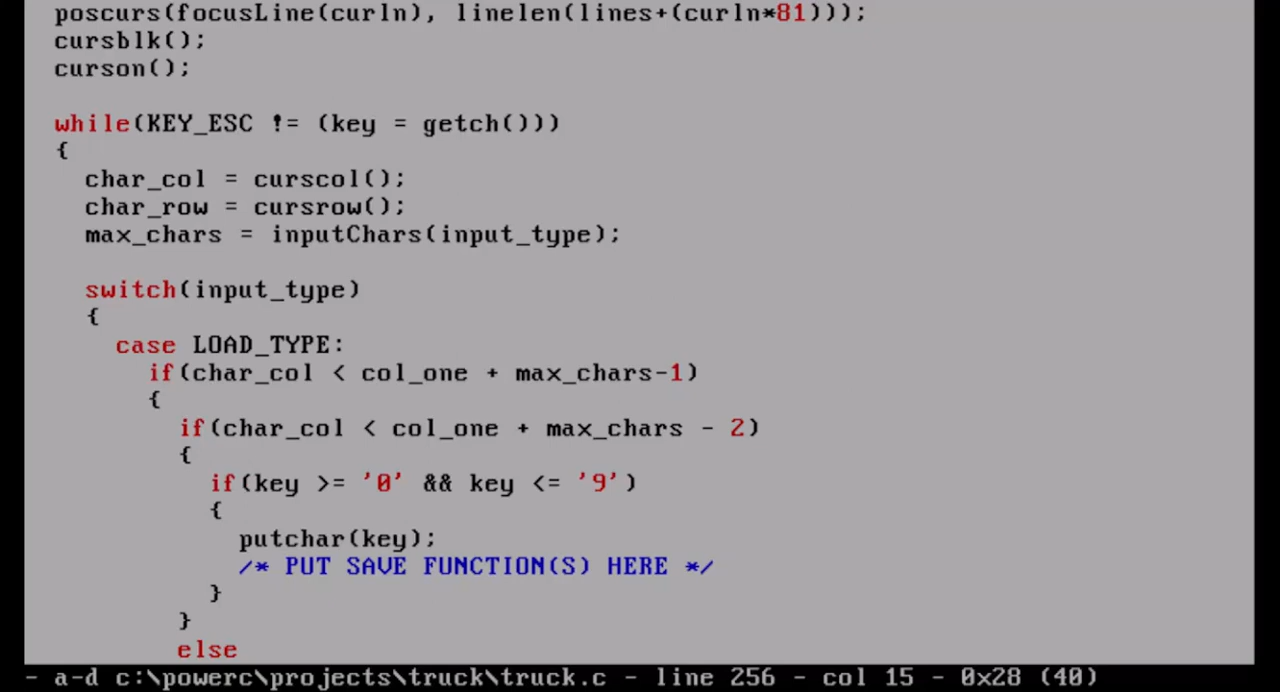 poscurs(focusLine(curln), linelen(lines+(curln*81)));
cursblk();
curson();
while(KEY_ESC != (key = getch()))
{
char_col = curscol();
char_row = cursrow();
max_chars = inputChars(input_type);
switch(input_type)
{
case LOAD_TYPE:
if(char_col < col_one + max_chars-1)
{
if(char_col < col_one + max_chars - 2)
{
if(key >= '0' && key <= '9')
{
putchar(key);
/* PUT SAVE FUNCTION(S) HERE */
}
}
else
- a-d c:\powerc\projects\truck\truck.c - line 256 - col 15 - 0x28 (40)